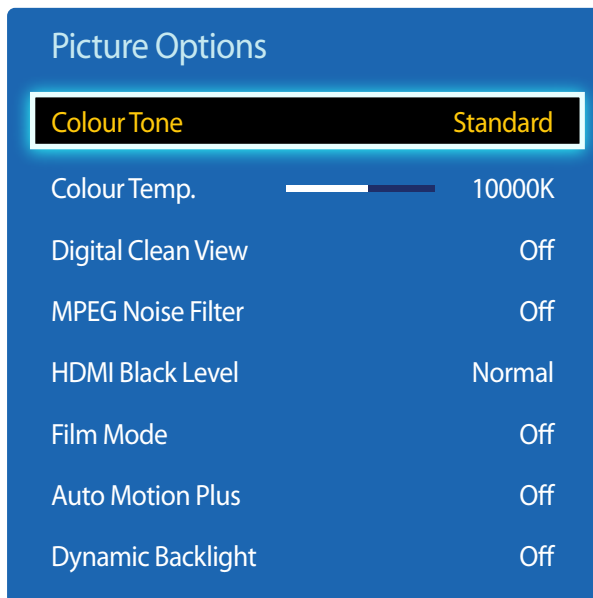 Picture Options
Colour Tone Standard
Colour Temp. 10000K
Digital Clean View Off
MPEG Noise Filter Off
HDMI Black Level Normal
Film Mode Off
Auto Motion Plus Off
Dynamic Backlight Off